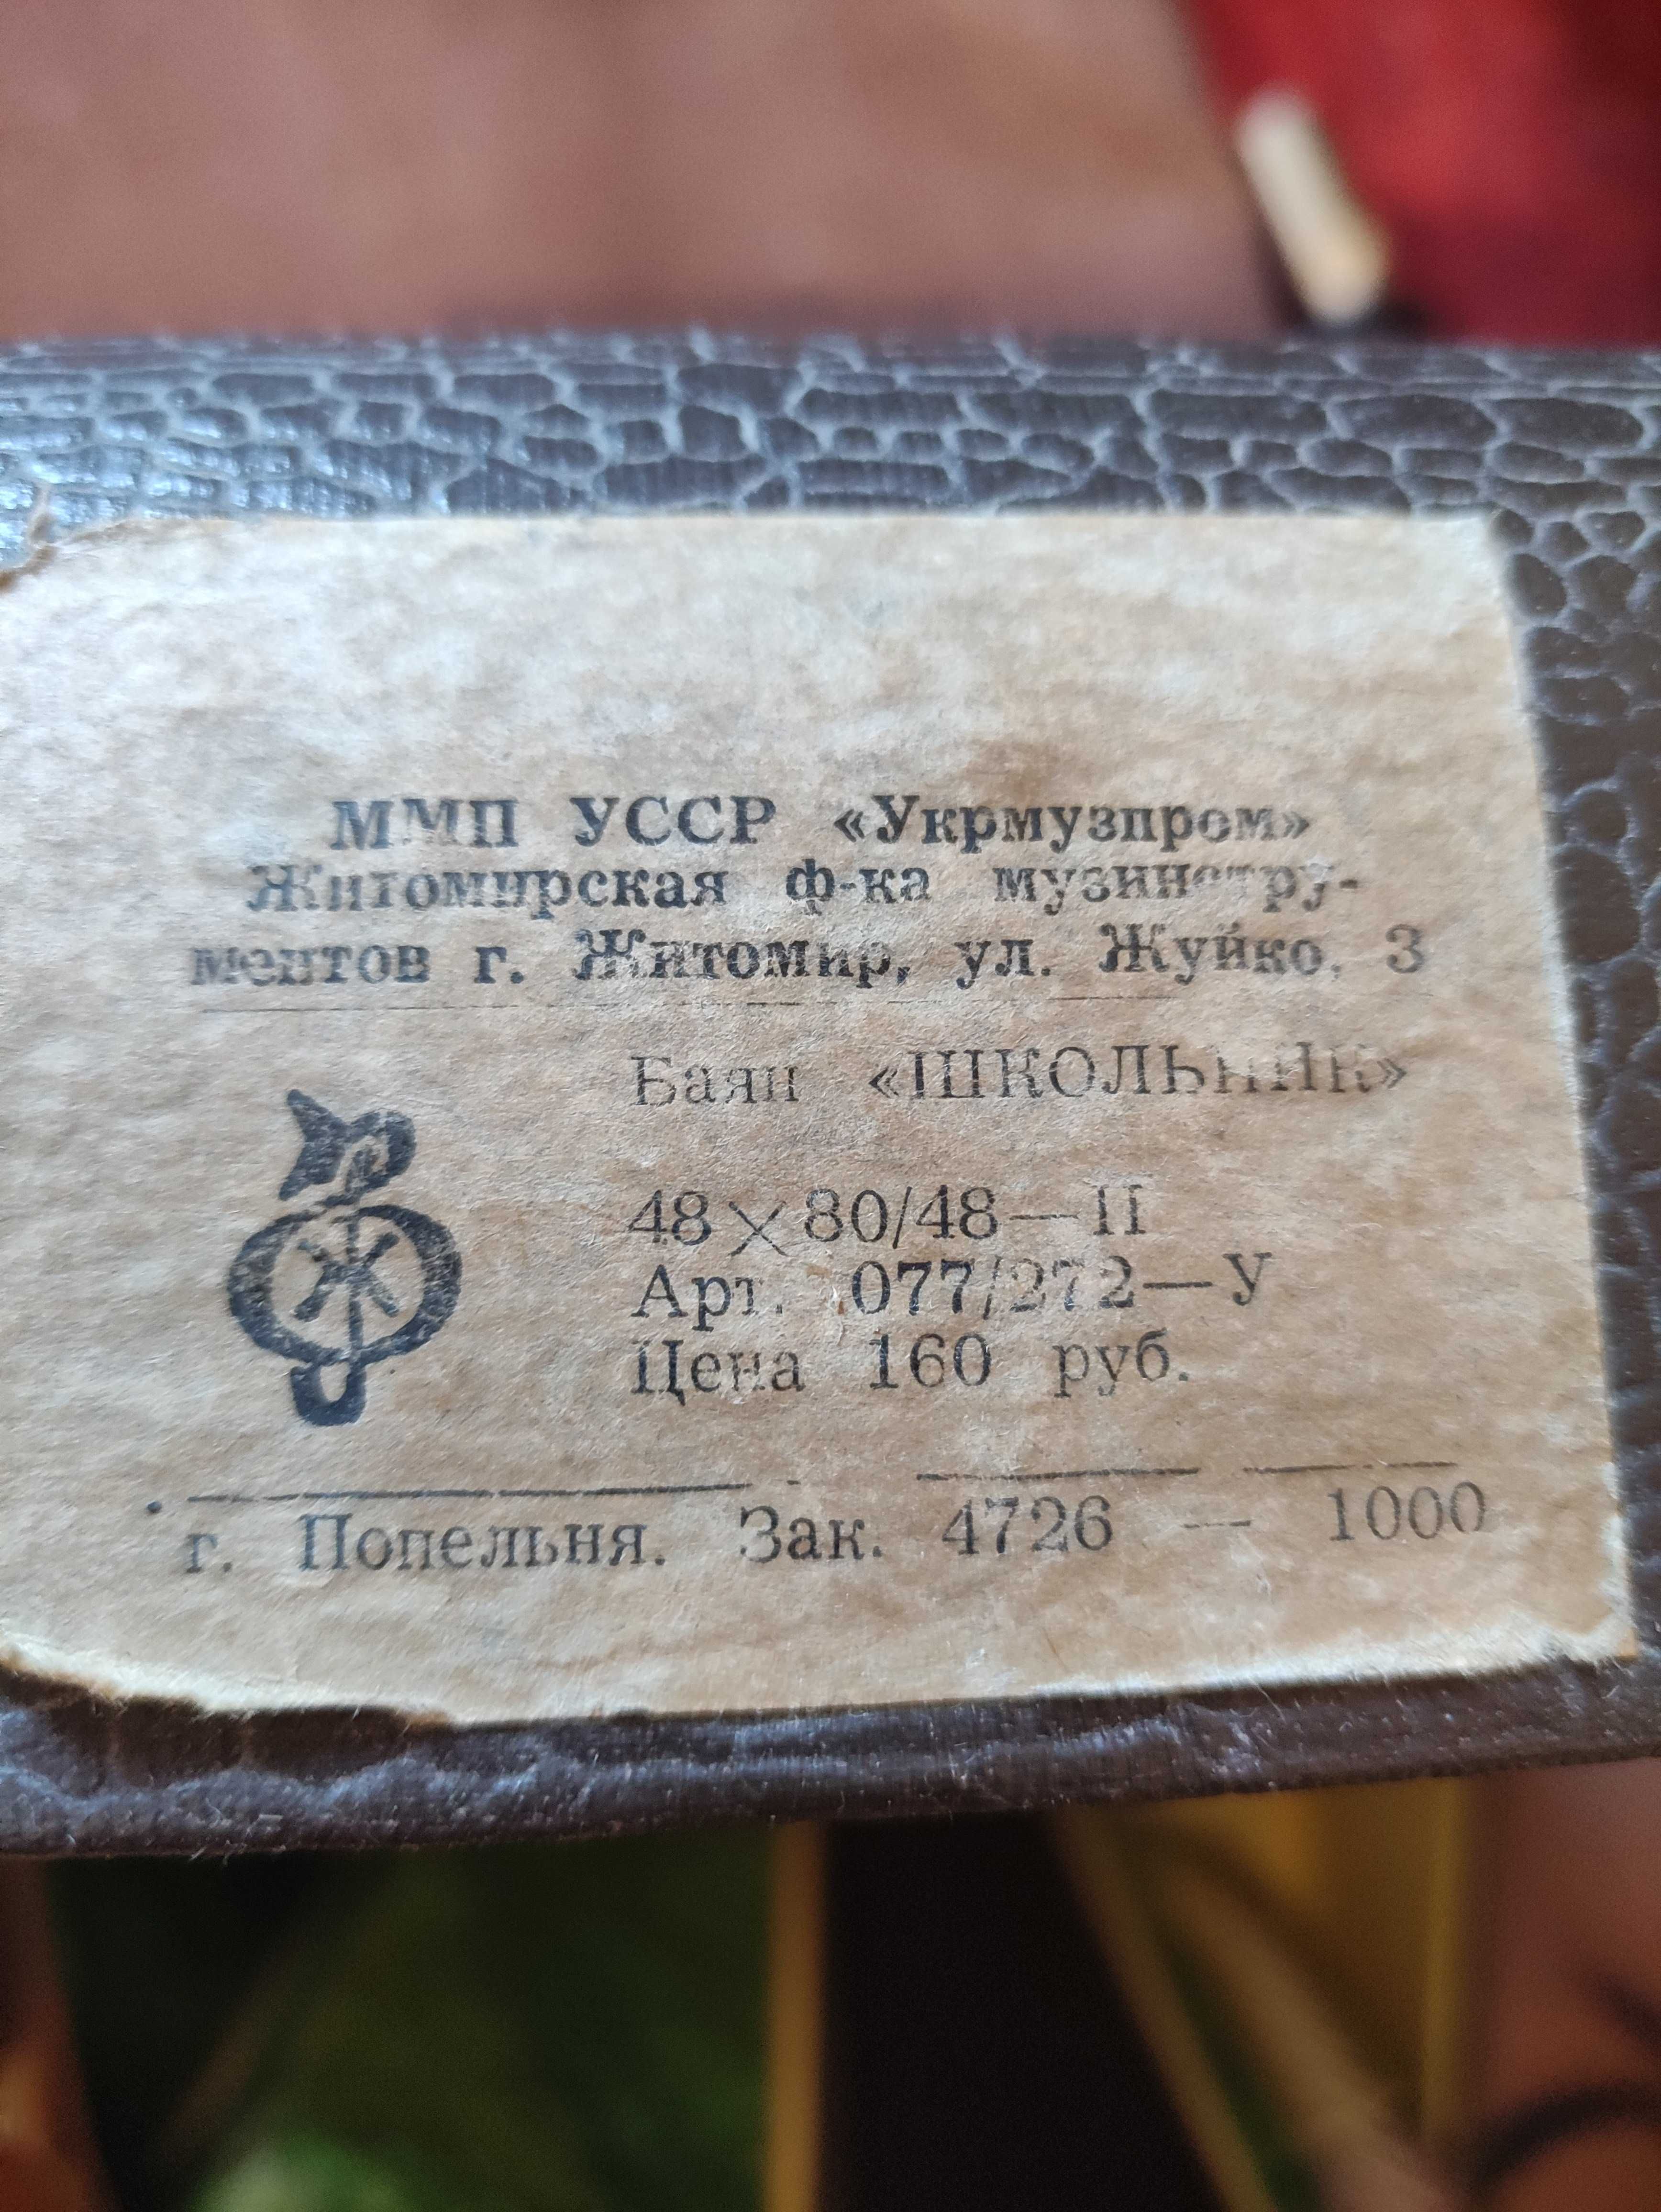 ММП УССР «Укрмузпром»
Житомирская ф-ка музинстру-
ментов г. Житомир, ул. Жуйко, 3
Баян «ШКОЛЬНИК»
48×80/48—II
Арт. 077/272—У
Цена 160 руб.
г. Попельня. Зак. 4726 — 1000